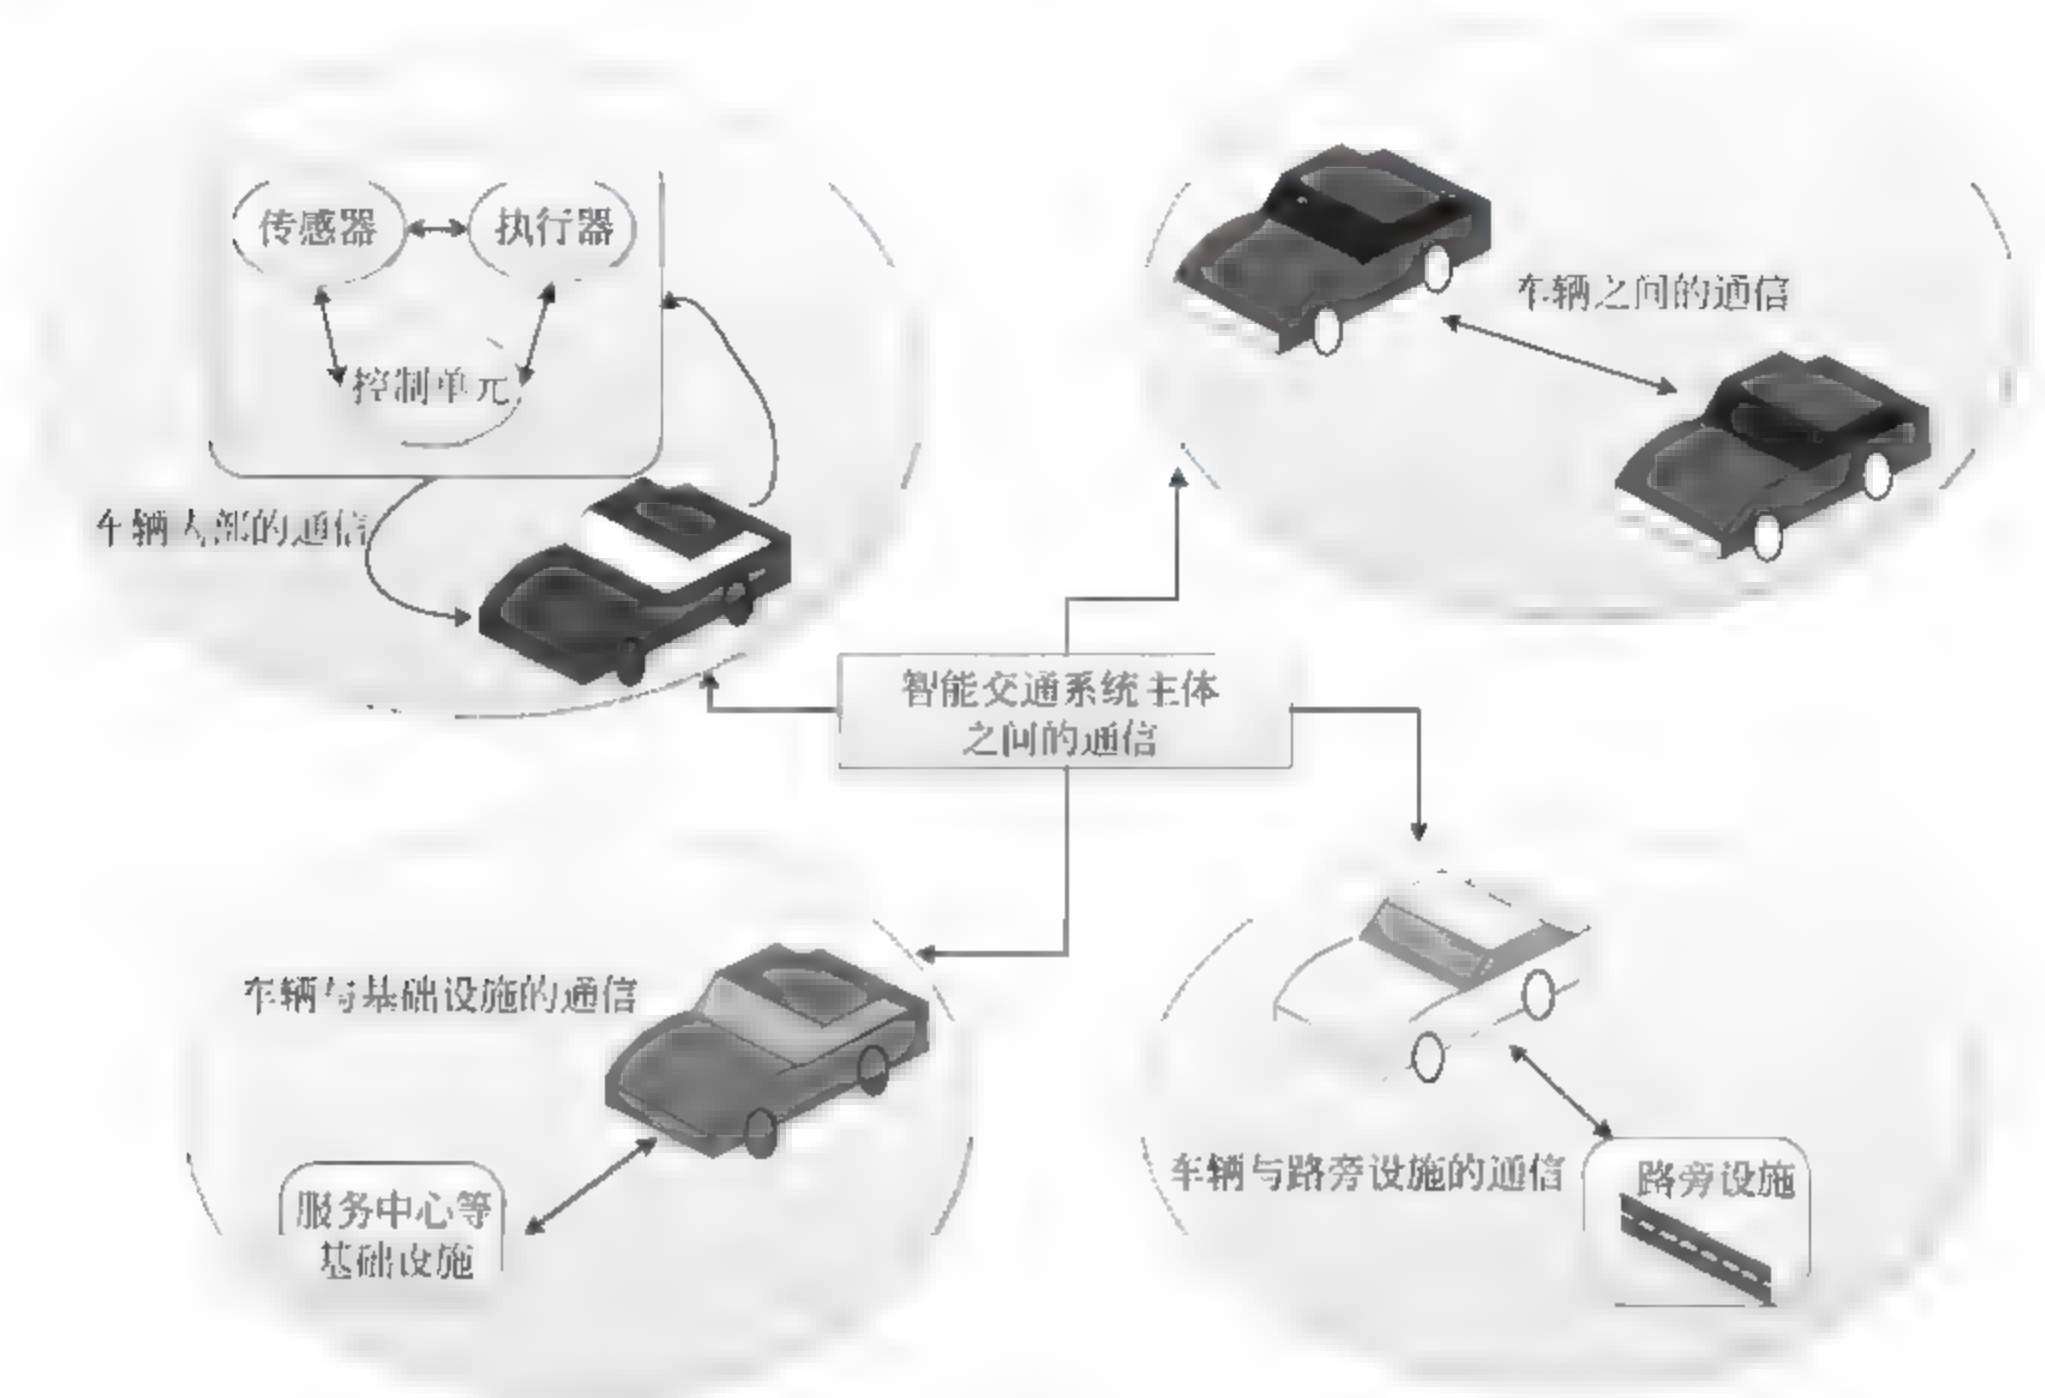 传感器
执行器
控制单元
车辆内部的通信
车辆之间的通信
智能交通系统主体
之间的通信
车辆与基础设施的通信
服务中心等
基础设施
车辆与路旁设施的通信
路旁设施